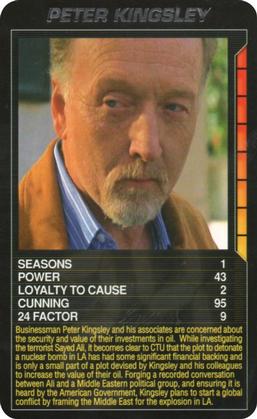 PETER KINGSLEY
SEASONS 1
POWER 43
LOYALTY TO CAUSE 2
CUNNING 95
24 FACTOR 9
Businessman Peter Kingsley and his associates are concerned about
the security and value of their investments in oil. While investigating
the terrorist Sayed Ali, it becomes clear to CTU that the plot to detonate
a nuclear bomb in LA has had some significant financial backing and
is only a small part of a plot devised by Kingsley and his colleagues
to increase the value of their oil. Forging a recorded conversation
between Ali and a Middle Eastern political group, and ensuring it is
heard by the American Government, Kingsley plans to start a global
conflict by framing the Middle East for the explosion in LA.